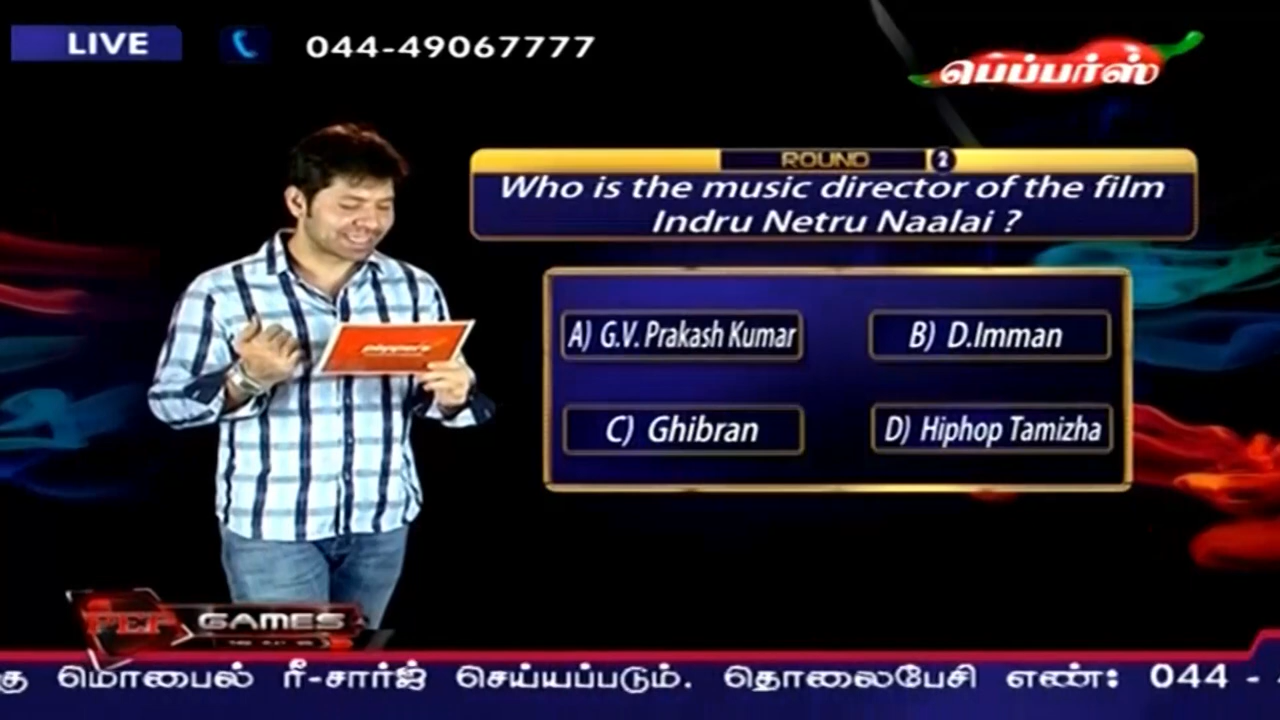 LIVE
044-49067777
பெப்பர்ஸ்
ROUND 2
Who is the music director of the film
Indru Netru Naalai ?
A) G.V. Prakash Kumar
B) D.Imman
C) Ghibran
D) Hiphop Tamizha
PEP GAMES
கு மொபைல் ரீ-சார்ஜ் செய்யப்படும். தொலைபேசி எண்: 044 -